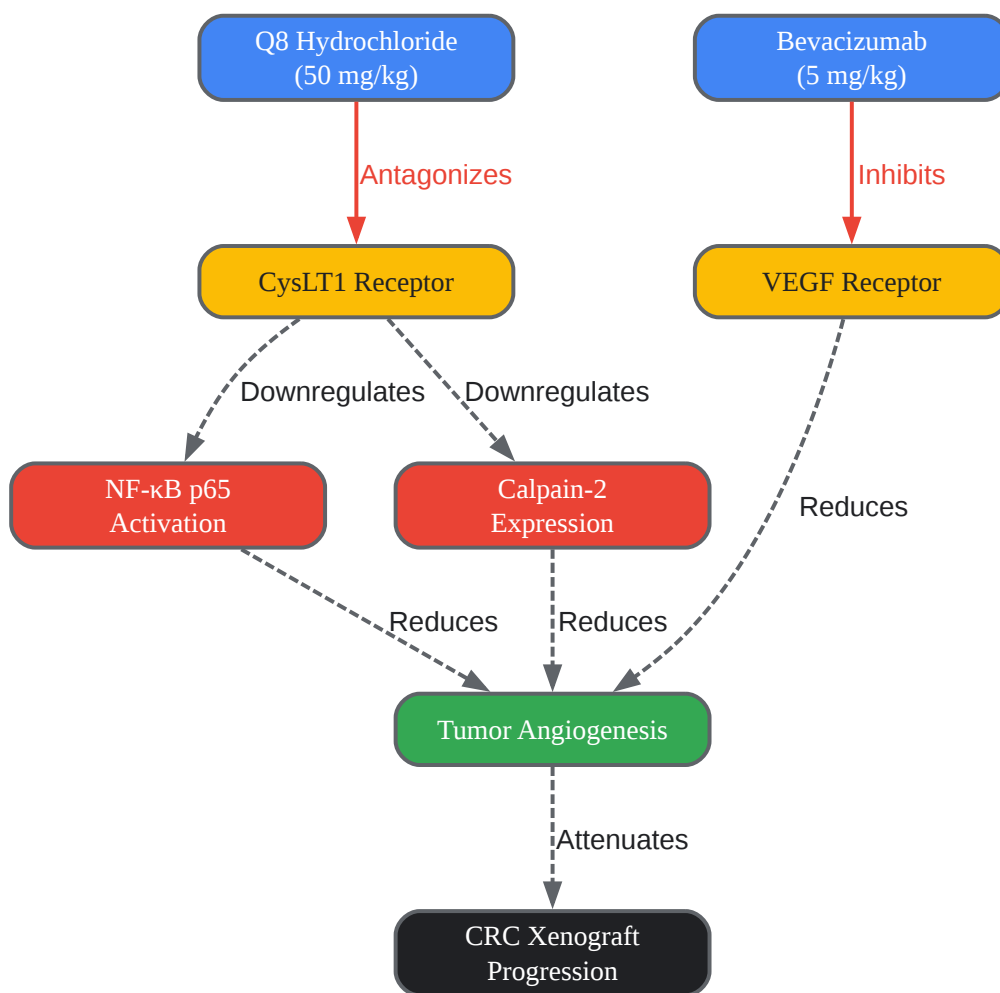 Q8 Hydrochloride
(50 mg/kg)
Bevacizumab
(5 mg/kg)
Antagonizes
Inhibits
CysLT1 Receptor
VEGF Receptor
Downregulates
Downregulates
NF-κB p65
Activation
Calpain-2
Expression
Reduces
Reduces
Reduces
Tumor Angiogenesis
Attenuates
CRC Xenograft
Progression